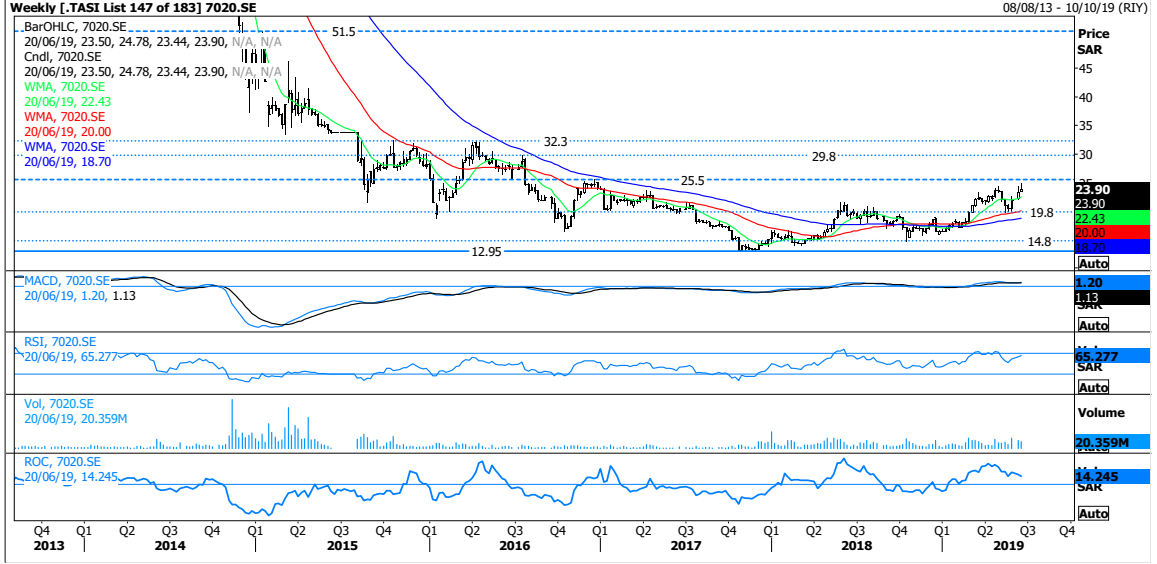 Weekly [.TASI List 147 of 183] 7020.SE
08/08/13 - 10/10/19 (RIY)
BarOHLC, 7020.SE
20/06/19, 23.50, 24.78, 23.44, 23.90, N/A, N/A
Cndl, 7020.SE
20/06/19, 23.50, 24.78, 23.44, 23.90, N/A, N/A
WMA, 7020.SE
20/06/19, 22.43
WMA, 7020.SE
20/06/19, 20.00
WMA, 7020.SE
20/06/19, 18.70
51.5
32.3
29.8
25.5
19.8
14.8
12.95
Price
SAR
45
40
35
30
23.90
23.90
22.43
20.00
18.70
Auto
MACD, 7020.SE
20/06/19, 1.20, 1.13
1.20
1.13
SAR
Auto
RSI, 7020.SE
20/06/19, 65.277
65.277
SAR
Auto
Vol, 7020.SE
20/06/19, 20.359M
Volume
20.359M
ROC, 7020.SE
20/06/19, 14.245
14.245
SAR
Auto
Q4 Q1 Q2 Q3 Q4 Q1 Q2 Q3 Q4 Q1 Q2 Q3 Q4 Q1 Q2 Q3 Q4 Q1 Q2 Q3 Q4 Q1 Q2 Q3 Q4
2013 2014 2015 2016 2017 2018 2019